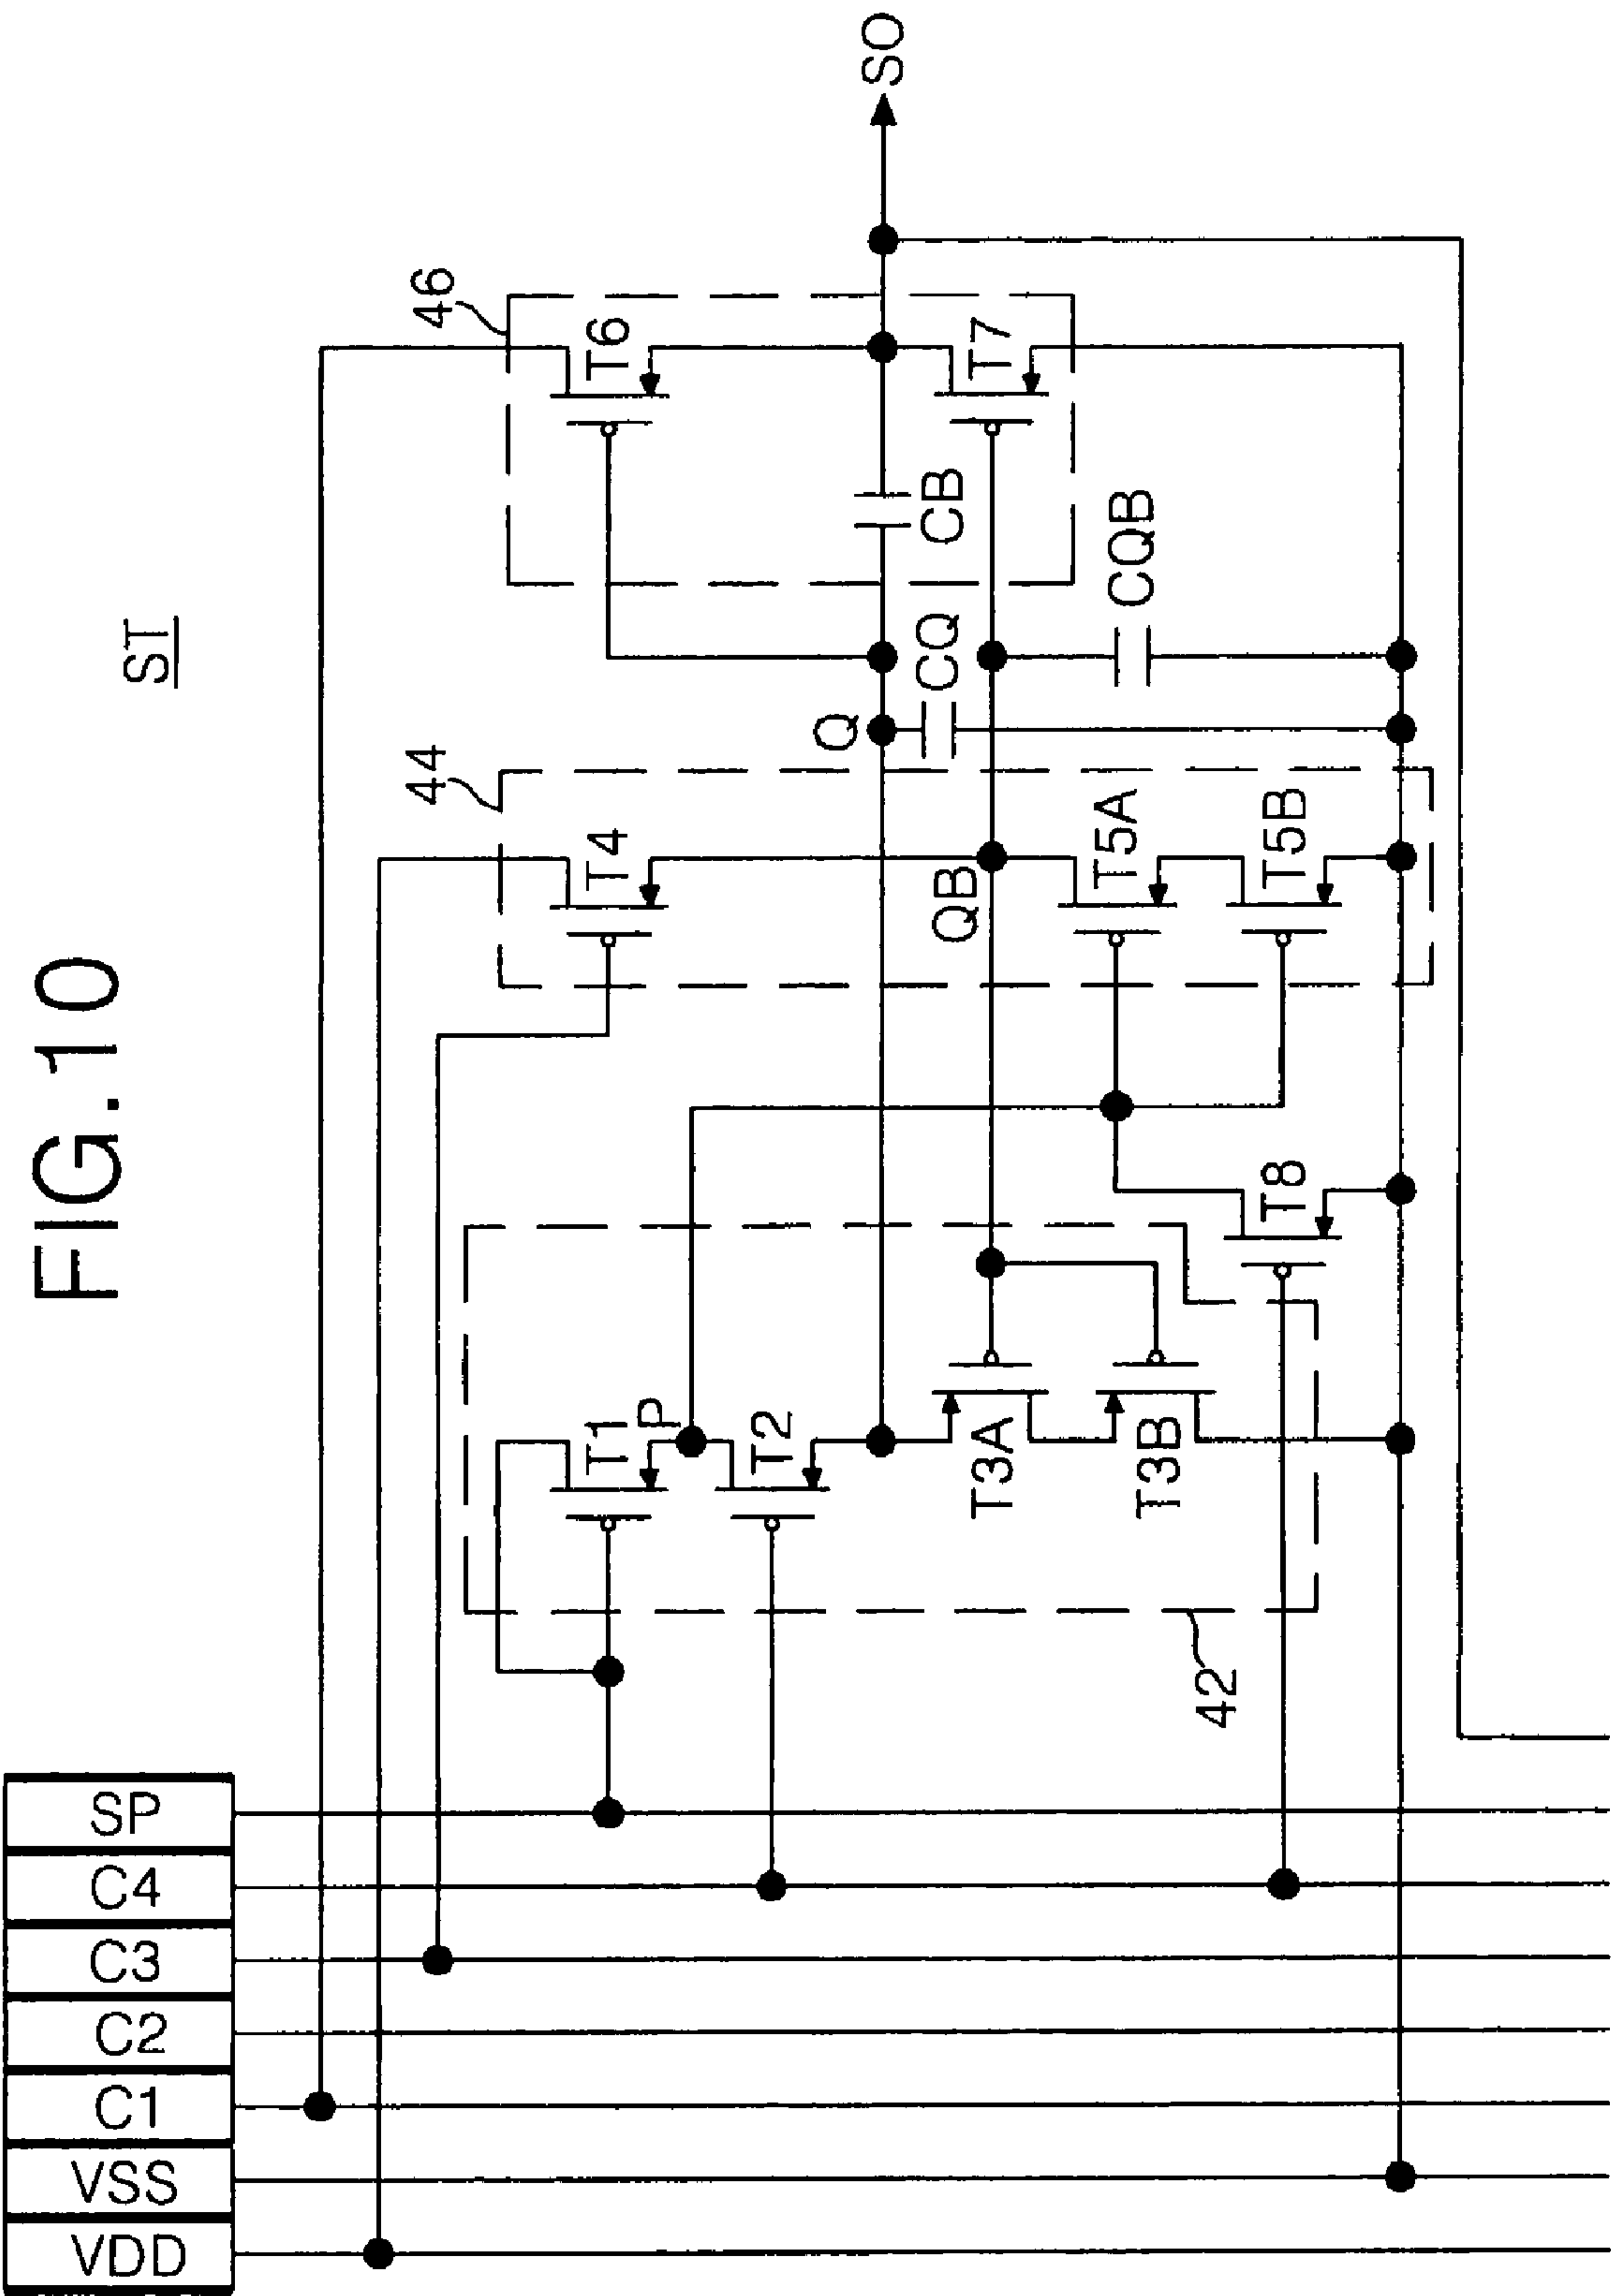 FIG.10
ST
SP
C4
C3
C2
C1
VSS
VDD
46
T6
SO
T7
CB
CQB
CQ
Q
44
T4
QB
T5A
T5B
T8
T1
P
T2
T3A
T3B
42